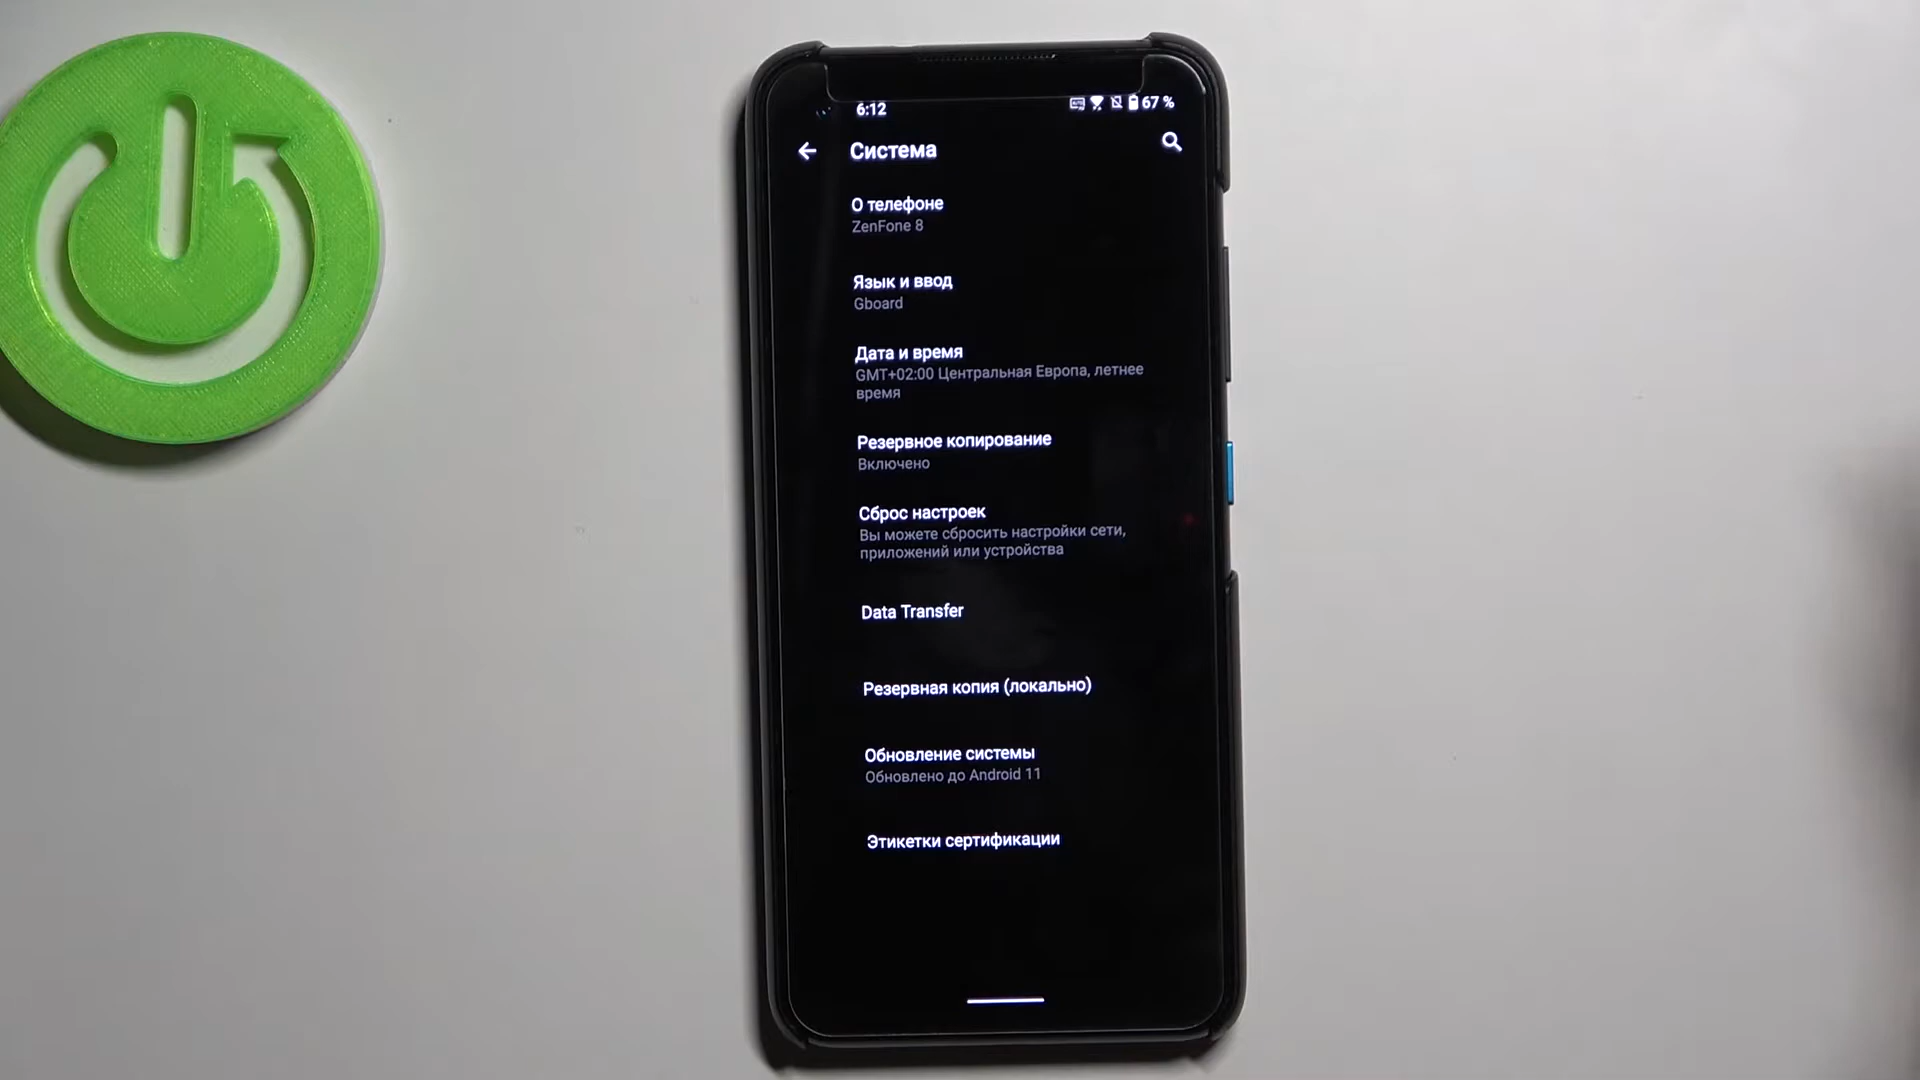 6:12
67 %
Система
О телефоне
ZenFone 8
Язык и ввод
Gboard
Дата и время
GMT+02:00 Центральная Европа, летнее
время
Резервное копирование
Включено
Сброс настроек
Вы можете сбросить настройки сети,
приложений или устройства
Data Transfer
Резервная копия (локально)
Обновление системы
Обновлено до Android 11
Этикетки сертификации